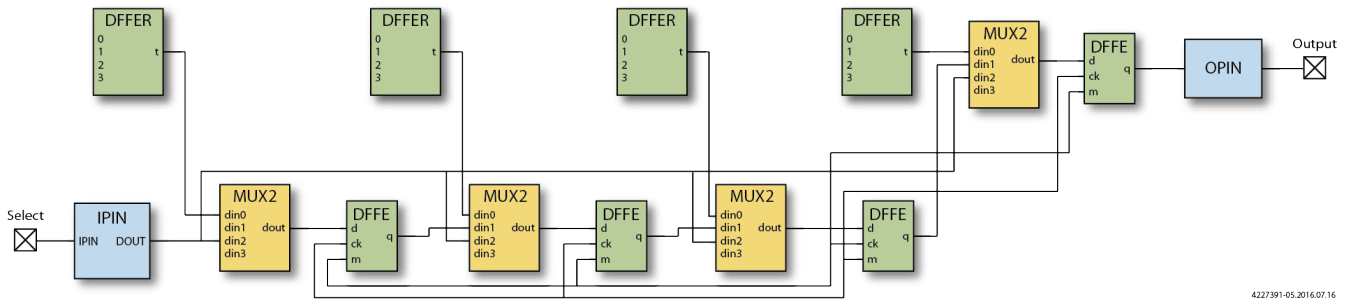 DFFER
0
1 t
2
3
DFFER
0
1 t
2
3
DFFER
0
1 t
2
3
DFFER
0
1 t
2
3
MUX2
din0
din1 dout
din2
din3
DFFE
d
ck q
m
OPIN
Output
Select
IPIN
IPIN DOUT
MUX2
din0
din1 dout
din2
din3
DFFE
d
ck q
m
MUX2
din0
din1 dout
din2
din3
DFFE
d
ck q
m
MUX2
din0
din1 dout
din2
din3
DFFE
d
ck q
m
4227391-05.2016.07.16